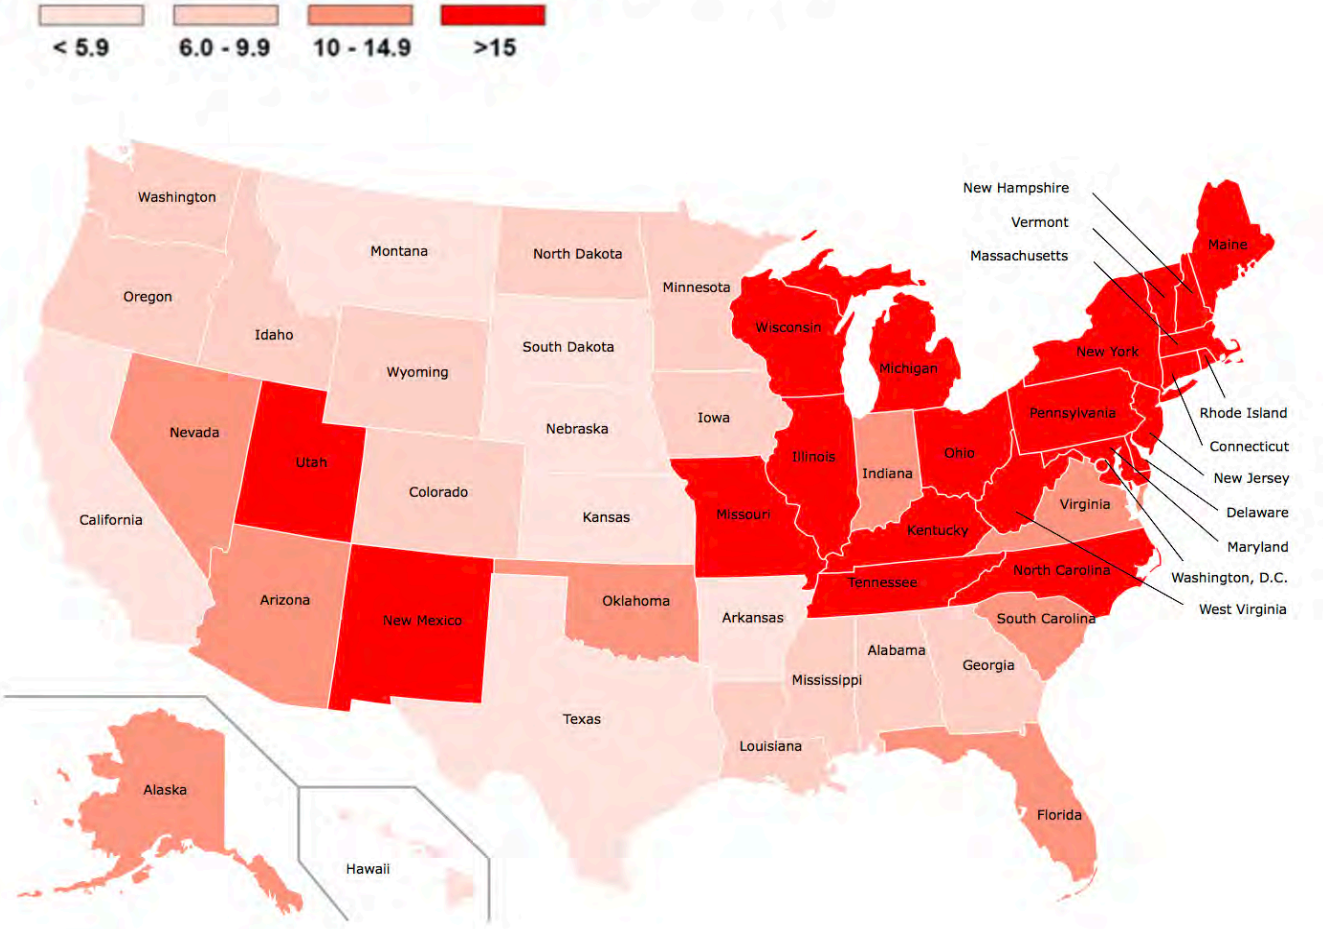 < 5.9 6.0 - 9.9 10 - 14.9 >15
New Hampshire
Washington
Vermont
Maine
Montana
North Dakota
Massachusetts
Minnesota
Oregon
Wisconsin
Idaho
South Dakota
New York
Wyoming
Michigan
Rhode Island
Pennsylvania
Iowa
Nebraska
Nevada
Connecticut
Ohio
Illinois
Utah
Indiana
New Jersey
Colorado
Virginia
Delaware
Missouri
Kansas
California
Kentucky
Maryland
North Carolina
Washington, D.C.
Tennessee
Arizona
Oklahoma
West Virginia
New Mexico
Arkansas
South Carolina
Alabama
Georgia
Mississippi
Texas
Louisiana
Alaska
Florida
Hawaii